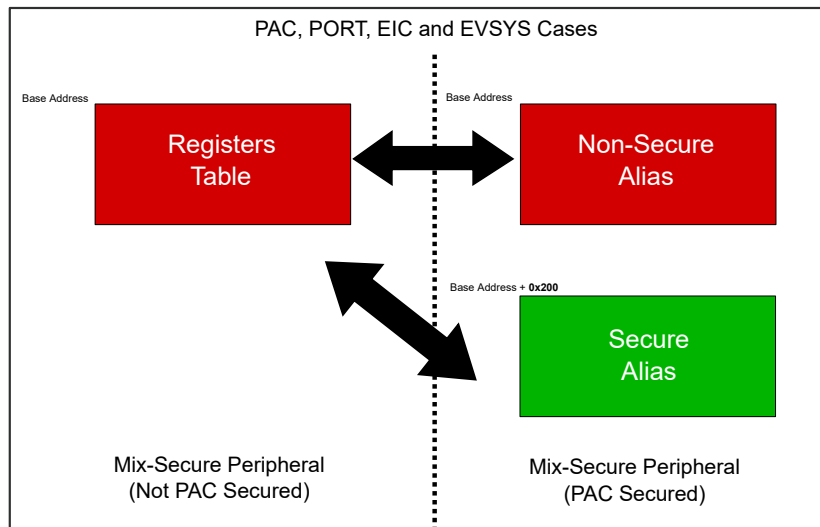 PAC, PORT, EIC and EVSYS Cases
Base Address
Registers
Table
Base Address
Non-Secure
Alias
Base Address + 0x200
Secure
Alias
Mix-Secure Peripheral
(Not PAC Secured)
Mix-Secure Peripheral
(PAC Secured)